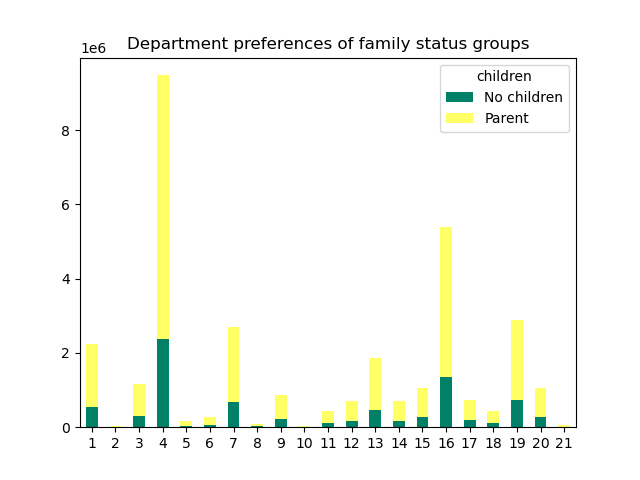 Department preferences of family status groups
1e6
children
No children
Parent
8
6
4
2
0
1 2 3 4 5 6 7 8 9 10 11 12 13 14 15 16 17 18 19 20 21